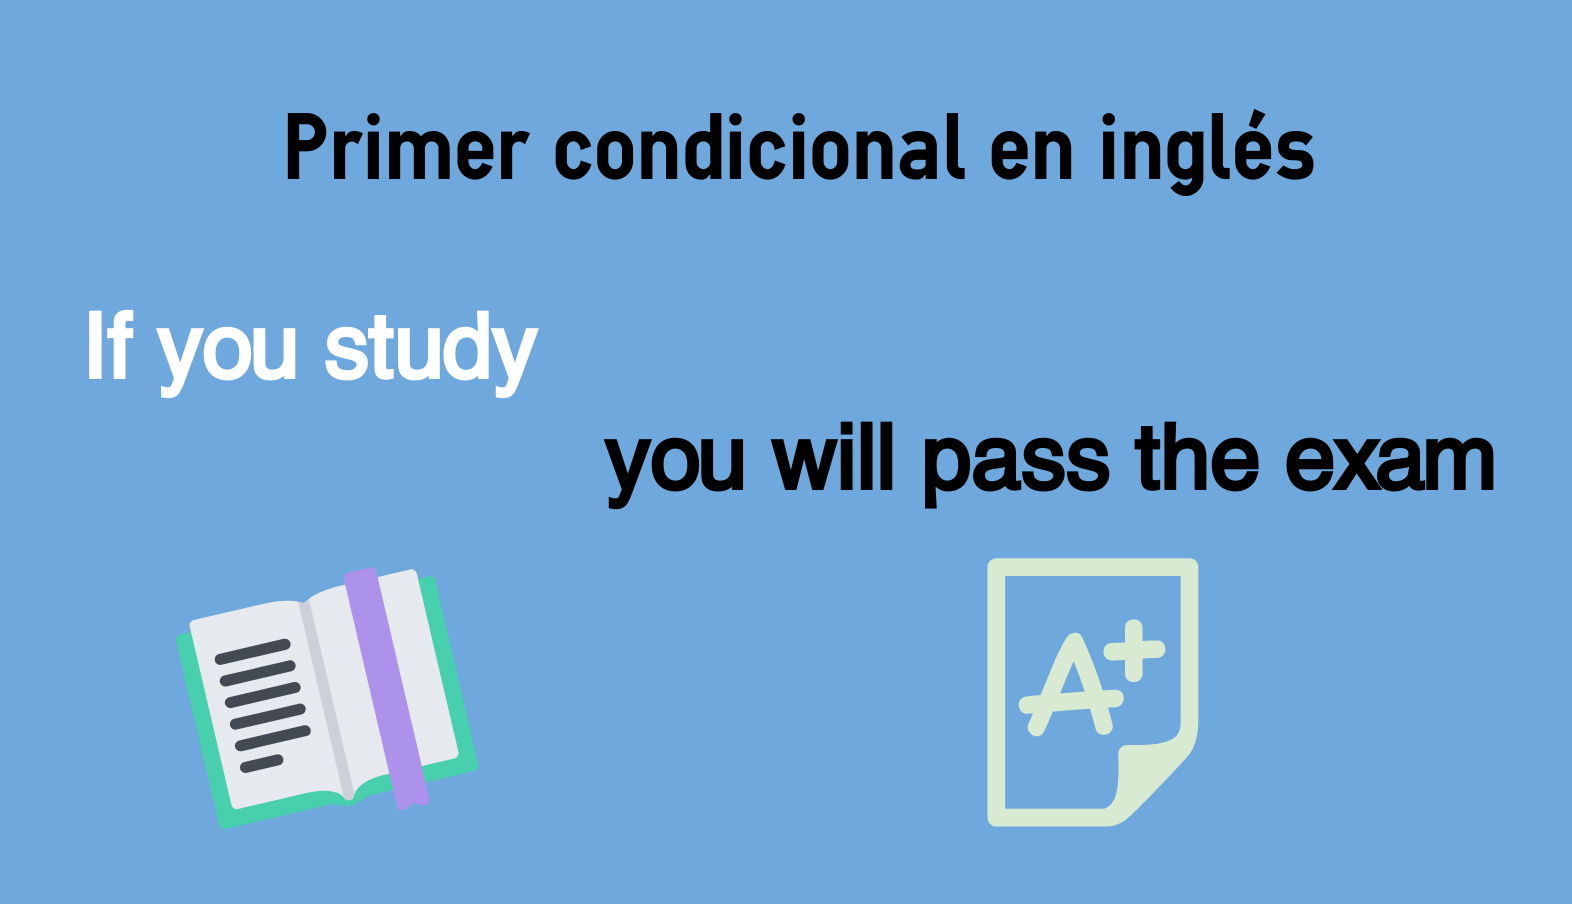 Primer condicional en inglés
If you study
you will pass the exam
A+